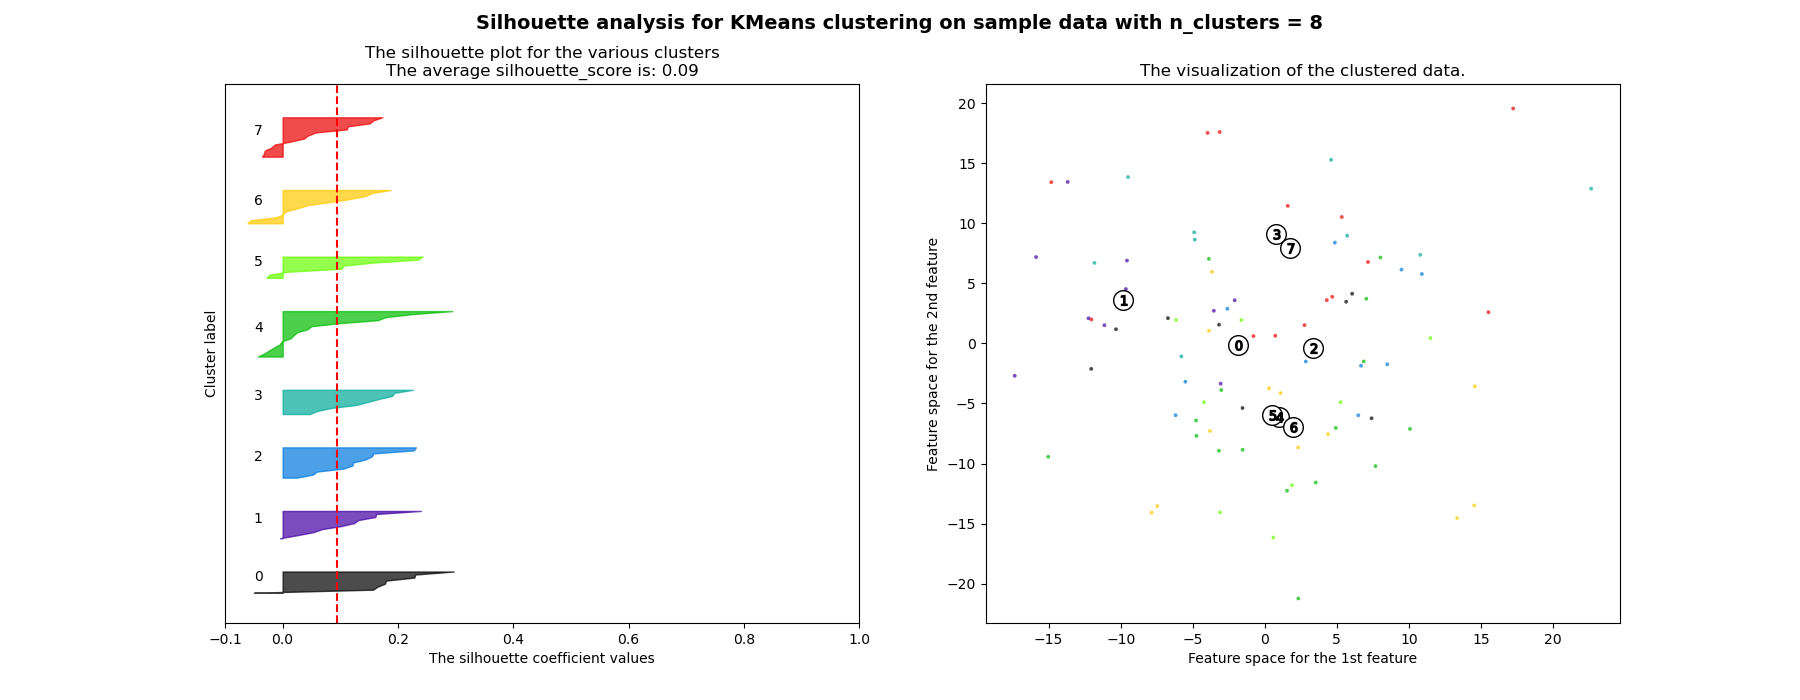 Silhouette analysis for KMeans clustering on sample data with n_clusters = 8
The silhouette plot for the various clusters
The average silhouette_score is: 0.09
Cluster label
7
6
5
4
3
2
1
0
−0.1 0.0 0.2 0.4 0.6 0.8 1.0
The silhouette coefficient values
The visualization of the clustered data.
Feature space for the 2nd feature
20
15
10
5
0
−5
−10
−15
−20
3
7
1
0
2
5 4
6
−15 −10 −5 0 5 10 15 20
Feature space for the 1st feature